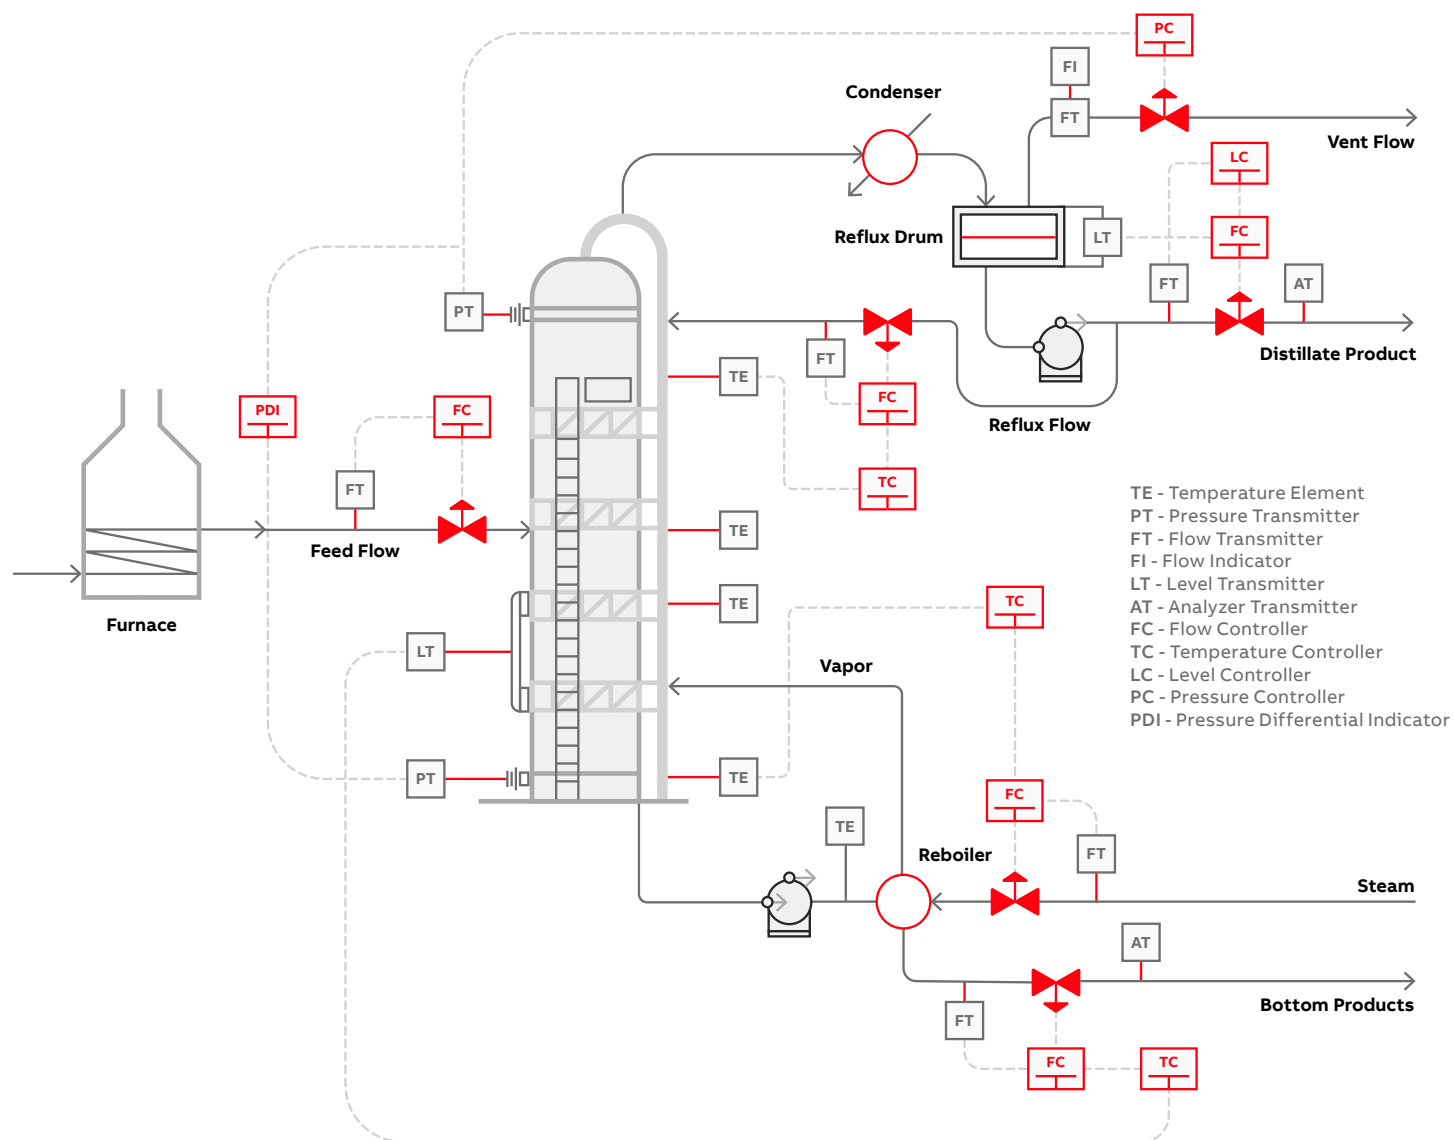 PC
FI
Condenser
FT
Vent Flow
LC
Reflux Drum
LT
FC
FT
AT
PT
Distillate Product
FT
TE
PDI
FC
FC
Reflux Flow
FT
TC
TE - Temperature Element
PT - Pressure Transmitter
FT - Flow Transmitter
FI - Flow Indicator
LT - Level Transmitter
AT - Analyzer Transmitter
FC - Flow Controller
TC - Temperature Controller
LC - Level Controller
PC - Pressure Controller
PDI - Pressure Differential Indicator
TE
Feed Flow
TE
TC
Furnace
LT
Vapor
PT
TE
FC
TE
Reboiler
FT
Steam
AT
Bottom Products
FT
FC
TC